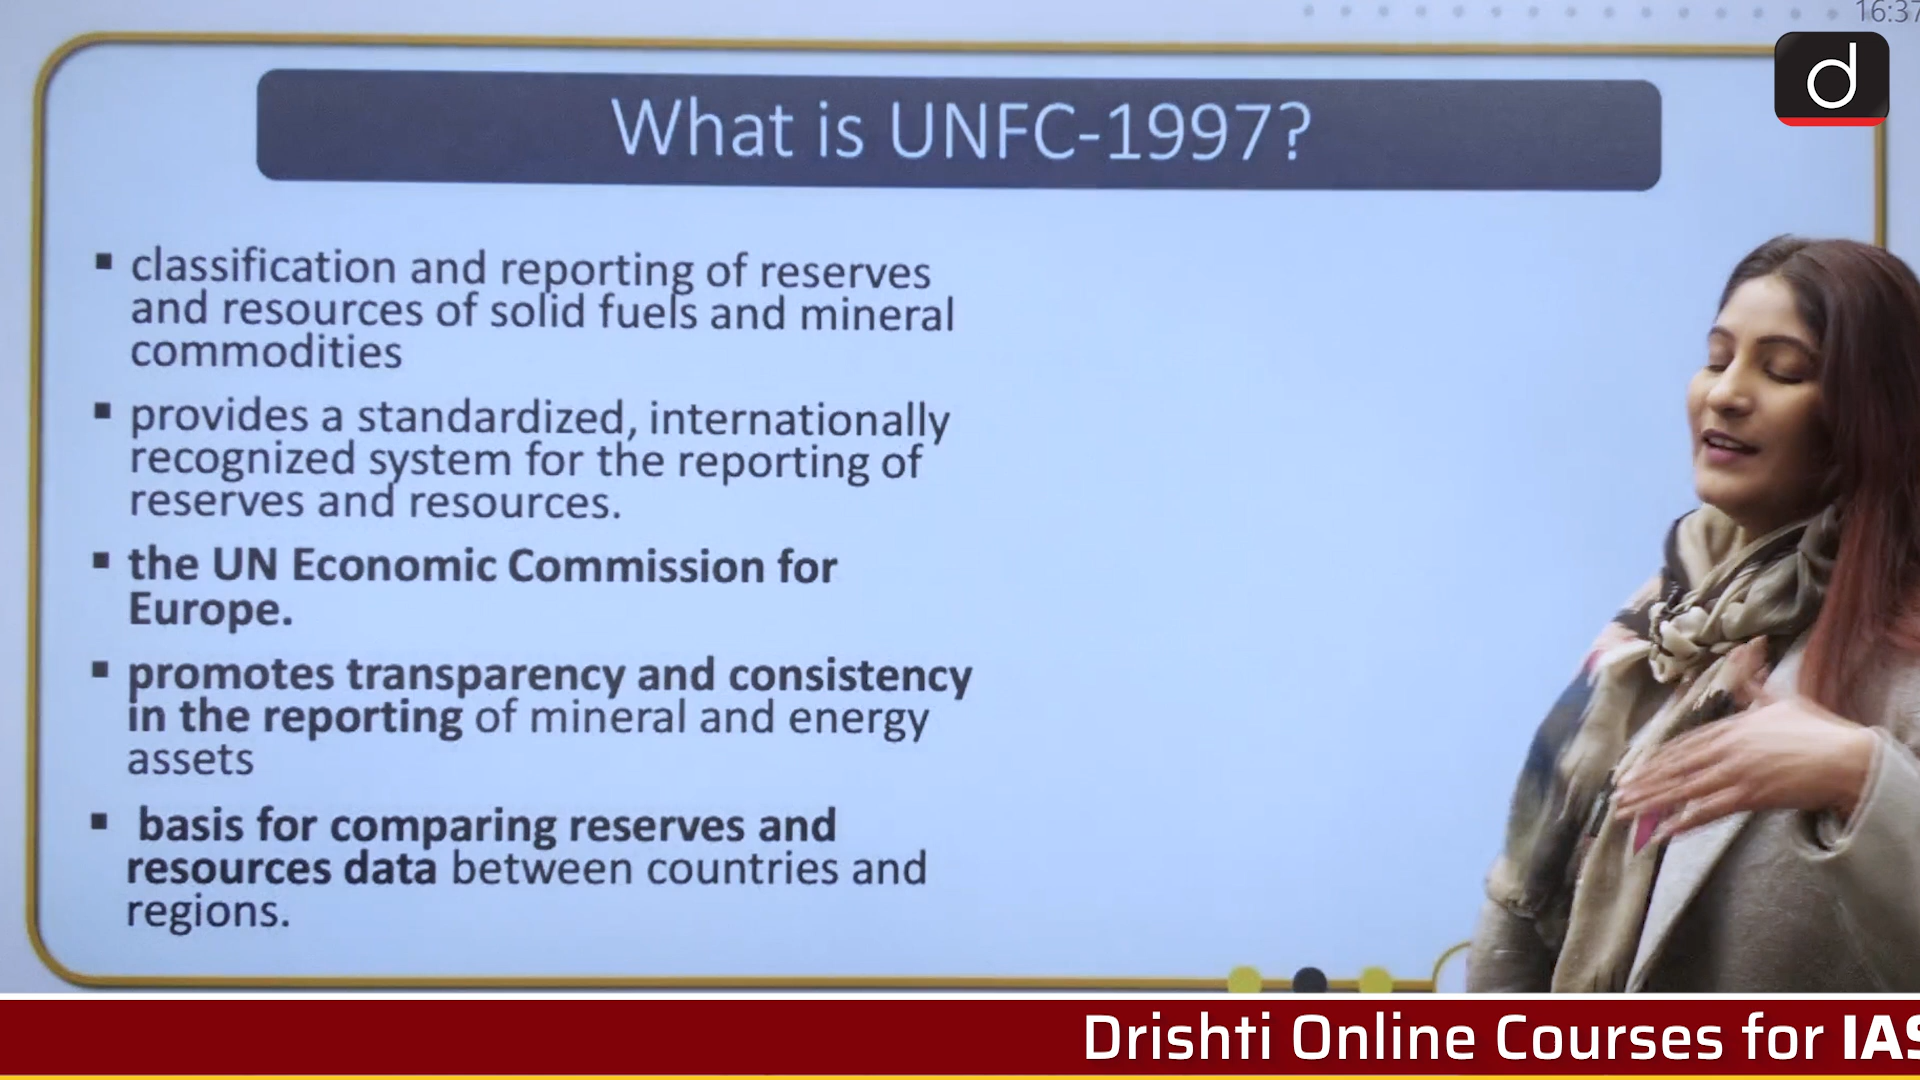 16:37
d
What is UNFC-1997?
▪ classification and reporting of reserves
and resources of solid fuels and mineral
commodities
▪ provides a standardized, internationally
recognized system for the reporting of
reserves and resources.
▪ the UN Economic Commission for
Europe.
▪ promotes transparency and consistency
in the reporting of mineral and energy
assets
▪ basis for comparing reserves and
resources data between countries and
regions.
Drishti Online Courses for IAS